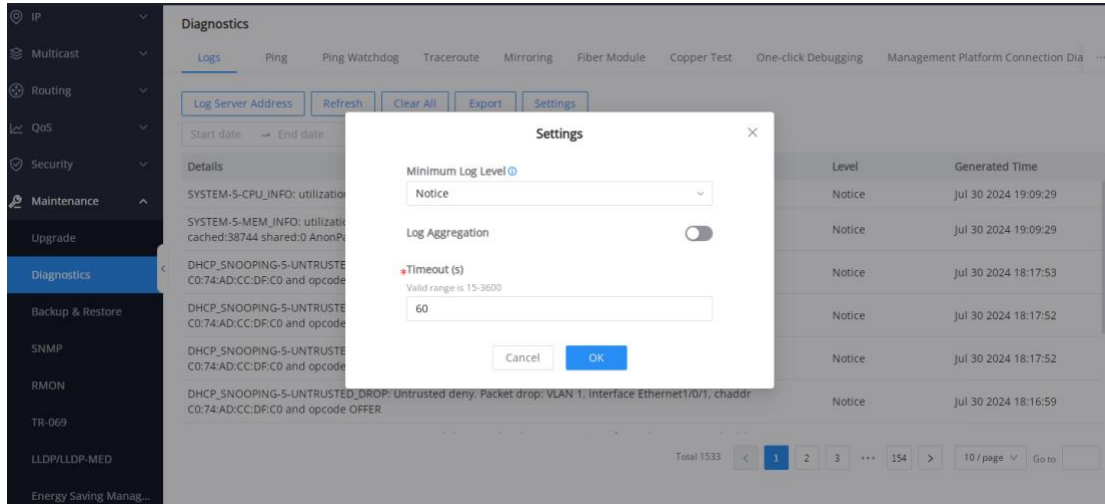 IP
Multicast
Routing
QoS
Security
Maintenance
Upgrade
Diagnostics
Backup & Restore
SNMP
RMON
TR-069
LLDP/LLDP-MED
Energy Saving Manag...
Diagnostics
Logs Ping Ping Watchdog Traceroute Mirroring Fiber Module Copper Test One-click Debugging Management Platform Connection Dia ...
Log Server Address Refresh Clear All Export Settings
Start date → End date
Details Level Generated Time
SYSTEM-5-CPU_INFO: Notice Jul 30 2024 19:09:29
SYSTEM-5-MEM_INFO: Notice Jul 30 2024 19:09:29
cached:38744 shared:0
DHCP_SNOOPING-5-UNTRUSTE Notice Jul 30 2024 18:17:53
C0:74:AD:CC:DF:C0 and opcode
DHCP_SNOOPING-5-UNTRUSTE Notice Jul 30 2024 18:17:52
C0:74:AD:CC:DF:C0 and opcode
DHCP_SNOOPING-5-UNTRUSTE Notice Jul 30 2024 18:17:52
C0:74:AD:CC:DF:C0 and opcode
DHCP_SNOOPING-5-UNTRUSTED_DROP: Untrusted deny. Packet drop: VLAN 1, interface Ethernet1/0/1, chaddr
C0:74:AD:CC:DF:C0 and opcode OFFER Notice Jul 30 2024 18:16:59
Total 1533 < 1 2 3 ••• 154 > 10 / page Go to
Settings
Minimum Log Level
Notice
Log Aggregation
*Timeout (s)
Valid range is 15-3600
60
Cancel OK